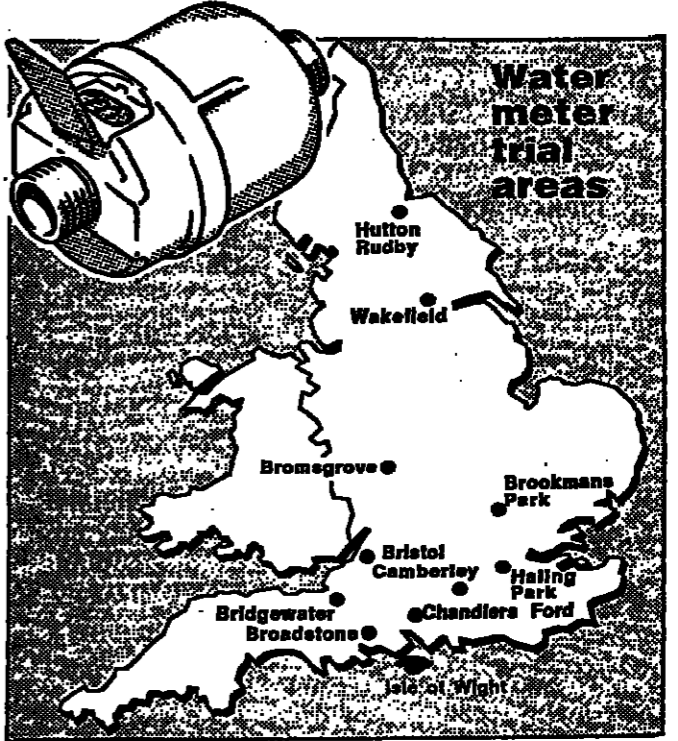 Water
meter
trial
areas
Hutton
Rudby
Wakefield
Bromsgrove
Brookmans
Park
Bristol
Camberley
Haling
Park
Bridgewater
Chandlers Ford
Broadstone
Isle of Wight